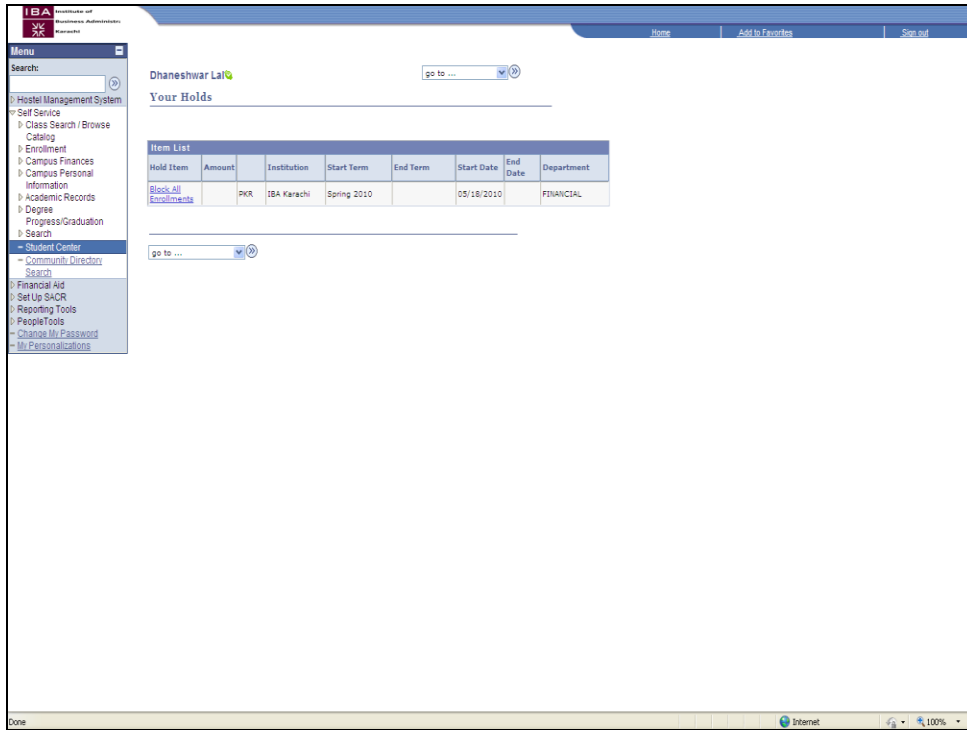 IBA Institute of
Business Administra
Karachi
Home Add to Favorites Sign out
Menu
Search:
Hostel Management System
Self Service
Class Search / Browse
Catalog
Enrollment
Campus Finances
Campus Personal
Information
Academic Records
Degree
Progress/Graduation
Search
Student Center
Community Directory
Search
Financial Aid
Set Up SACR
Reporting Tools
PeopleTools
Change My Password
My Personalizations
Dhaneshwar Lal
go to ...
Your Holds
Item List
Hold Item Amount Institution Start Term End Term Start Date End Date Department
Block All Enrollments PKR IBA Karachi Spring 2010 05/18/2010 FINANCIAL
go to ...
Done Internet 100%